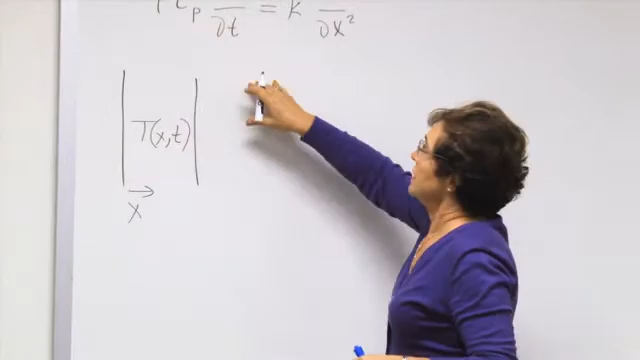 C_p /∂t = k /∂x²
T(x,t)
x